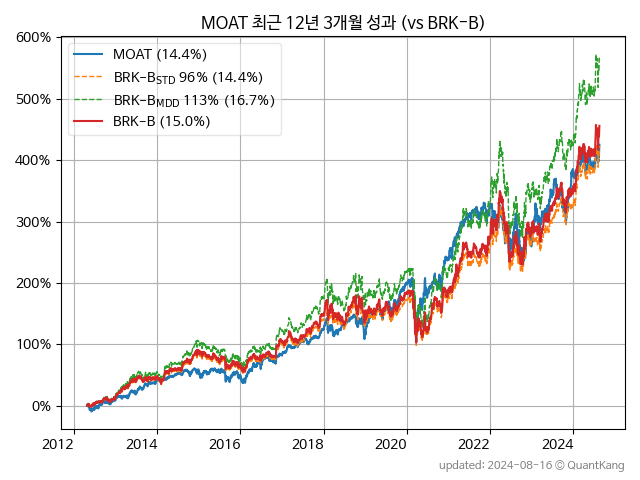 MOAT 최근 12년 3개월 성과 (vs BRK-B)
600%
500%
400%
300%
200%
100%
0%
MOAT (14.4%)
BRK-B_STD 96% (14.4%)
BRK-B_MDD 113% (16.7%)
BRK-B (15.0%)
2012 2014 2016 2018 2020 2022 2024
updated: 2024-08-16 © QuantKang